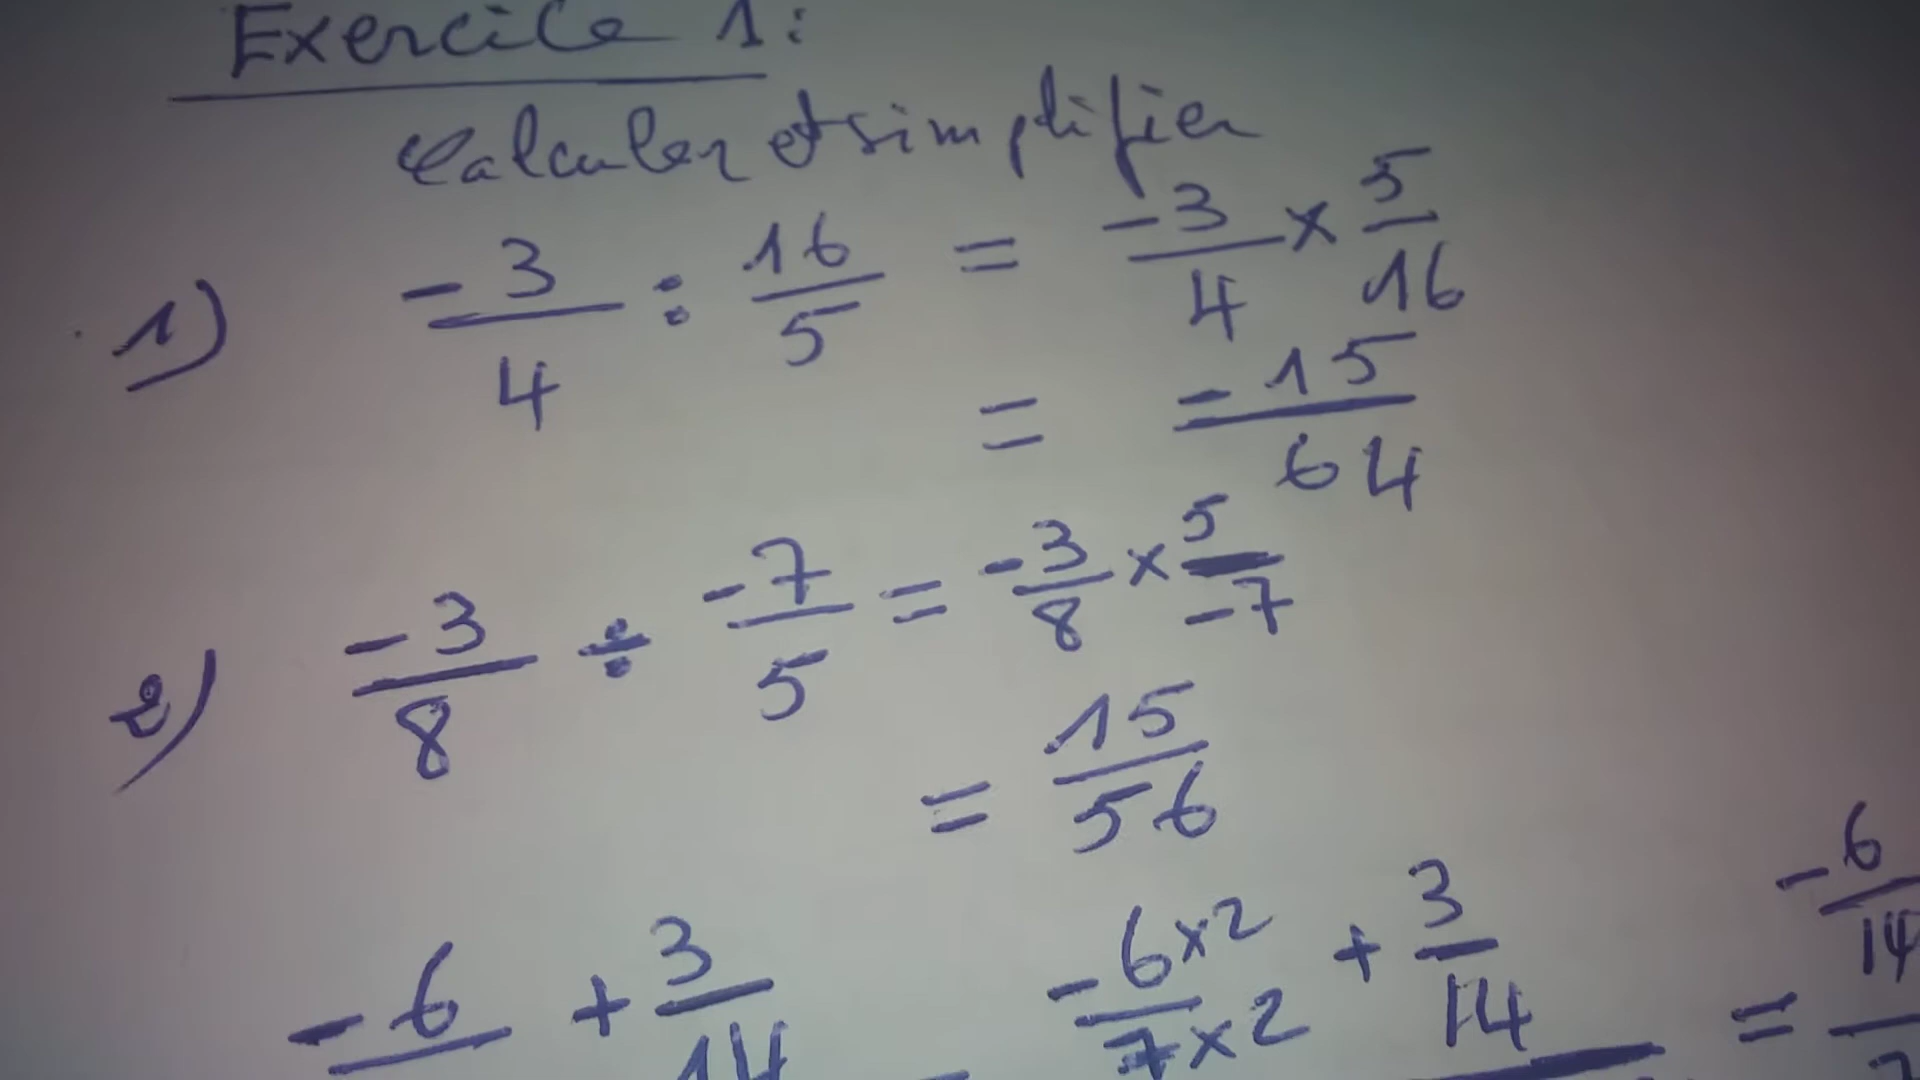 Exercice 1:
Calculer et simplifier
1) -3/4 : 16/5 = -3/4 × 5/16
= -15/64
2) -3/8 ÷ -7/5 = -3/8 × 5/-7
= 15/56
-6 + 3/14 -6×2/7×2 + 3/14 = -6/14